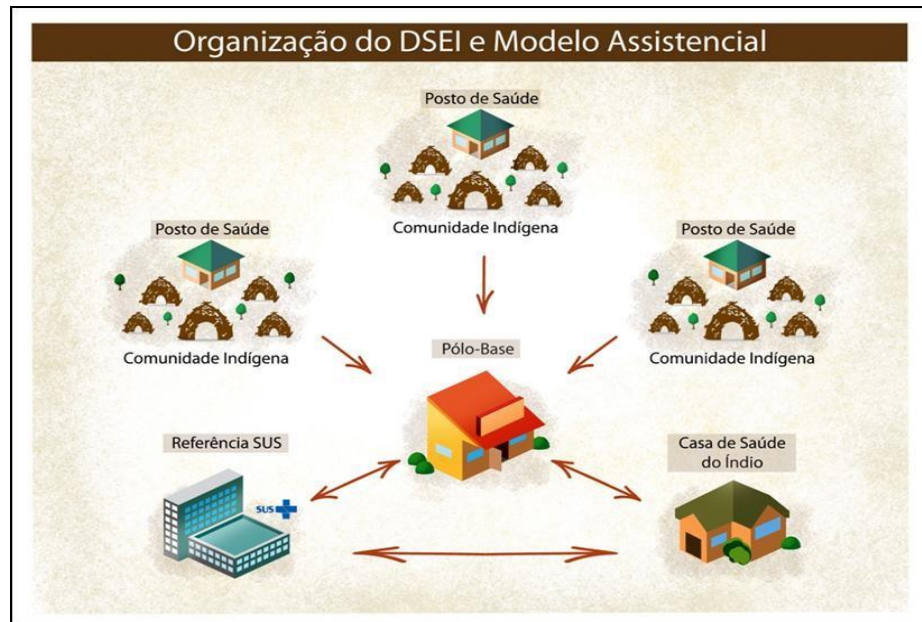 Organização do DSEI e Modelo Assistencial
Posto de Saúde
Comunidade Indígena
Posto de Saúde
Comunidade Indígena
Posto de Saúde
Comunidade Indígena
Pólo-Base
Referência SUS
SUS
Casa de Saúde
do Índio